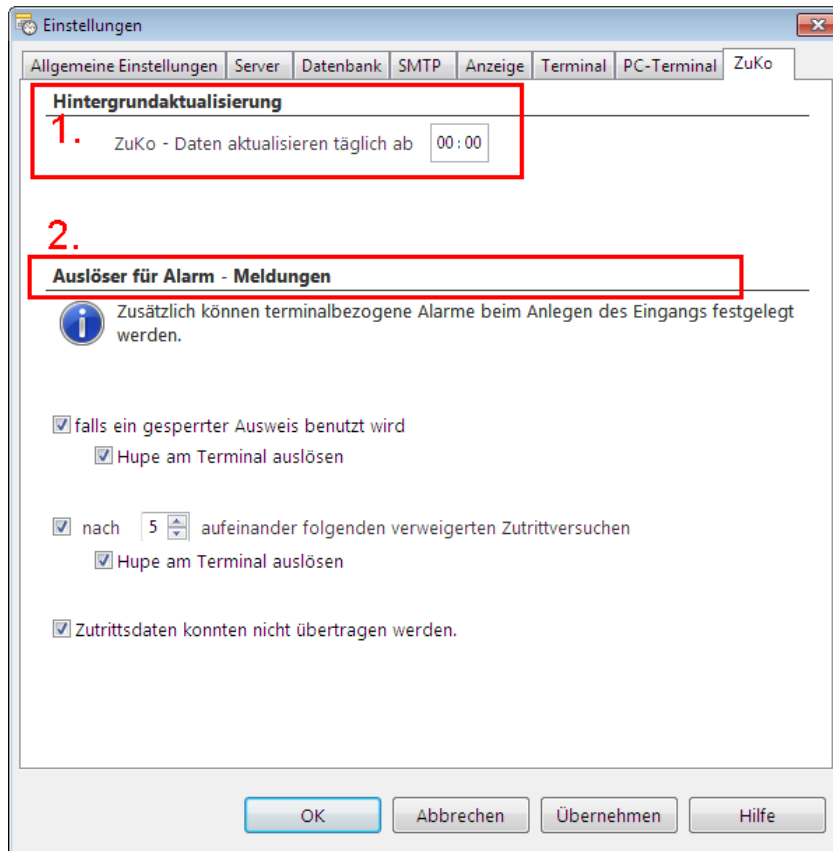 Einstellungen
Allgemeine Einstellungen Server Datenbank SMTP Anzeige Terminal PC-Terminal ZuKo
Hintergrundaktualisierung
1.
ZuKo - Daten aktualisieren täglich ab 00:00
2.
Auslöser für Alarm - Meldungen
i
Zusätzlich können terminalbezogene Alarme beim Anlegen des Eingangs festgelegt
werden.
falls ein gesperrter Ausweis benutzt wird
Hupe am Terminal auslösen
nach 5 aufeinander folgenden verweigerten Zutrittversuchen
Hupe am Terminal auslösen
Zutrittsdaten konnten nicht übertragen werden.
OK Abbrechen Übernehmen Hilfe